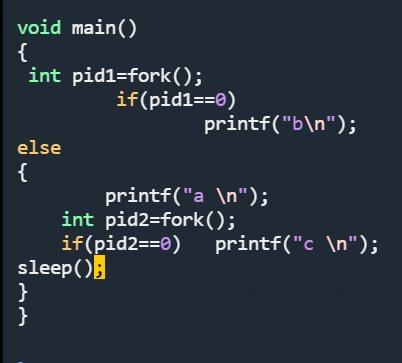 void main()
{
int pid1=fork();
if(pid1==0)
printf("b\n");
else
{
printf("a \n");
int pid2=fork();
if(pid2==0) printf("c \n");
sleep();
}
}